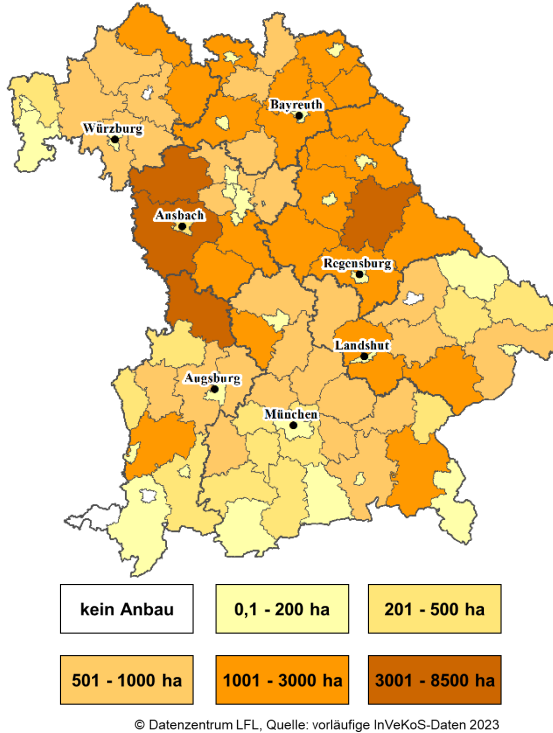 Bayreuth
Würzburg
Ansbach
Regensburg
Landshut
Augsburg
München
kein Anbau
0,1 - 200 ha
201 - 500 ha
501 - 1000 ha
1001 - 3000 ha
3001 - 8500 ha
© Datenzentrum LFL, Quelle: vorläufige InVeKoS-Daten 2023